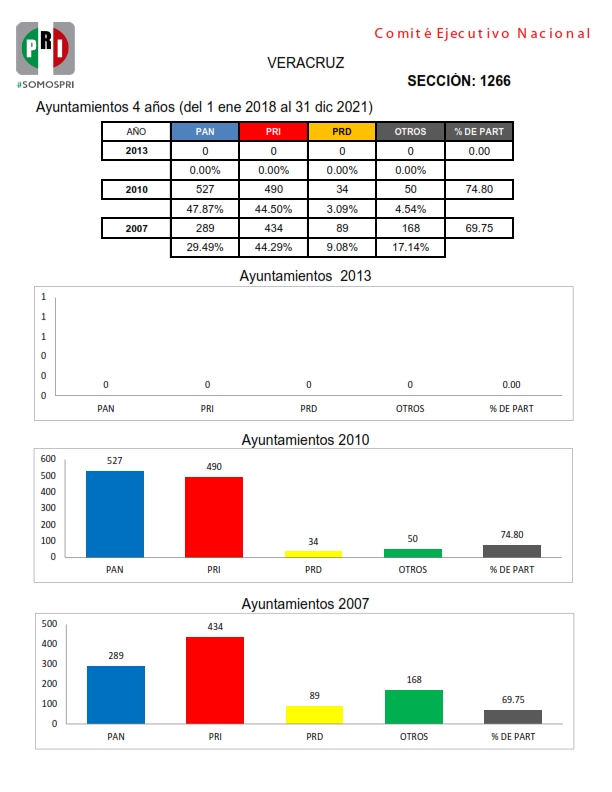 Comité Ejecutivo Nacional
PRI
#SOMOSPRI
VERACRUZ
SECCIÓN: 1266
Ayuntamientos 4 años (del 1 ene 2018 al 31 dic 2021)
AÑO PAN PRI PRD OTROS % DE PART
2013 0 0 0 0 0.00
0.00% 0.00% 0.00% 0.00%
2010 527 490 34 50 74.80
47.87% 44.50% 3.09% 4.54%
2007 289 434 89 168 69.75
29.49% 44.29% 9.08% 17.14%
Ayuntamientos 2013
1
1
1
0
0
0
0 0 0 0 0.00
PAN PRI PRD OTROS % DE PART
Ayuntamientos 2010
600
500
400
300
200
100
0
527 490 34 50 74.80
PAN PRI PRD OTROS % DE PART
Ayuntamientos 2007
500
400
300
200
100
0
289 434 89 168 69.75
PAN PRI PRD OTROS % DE PART